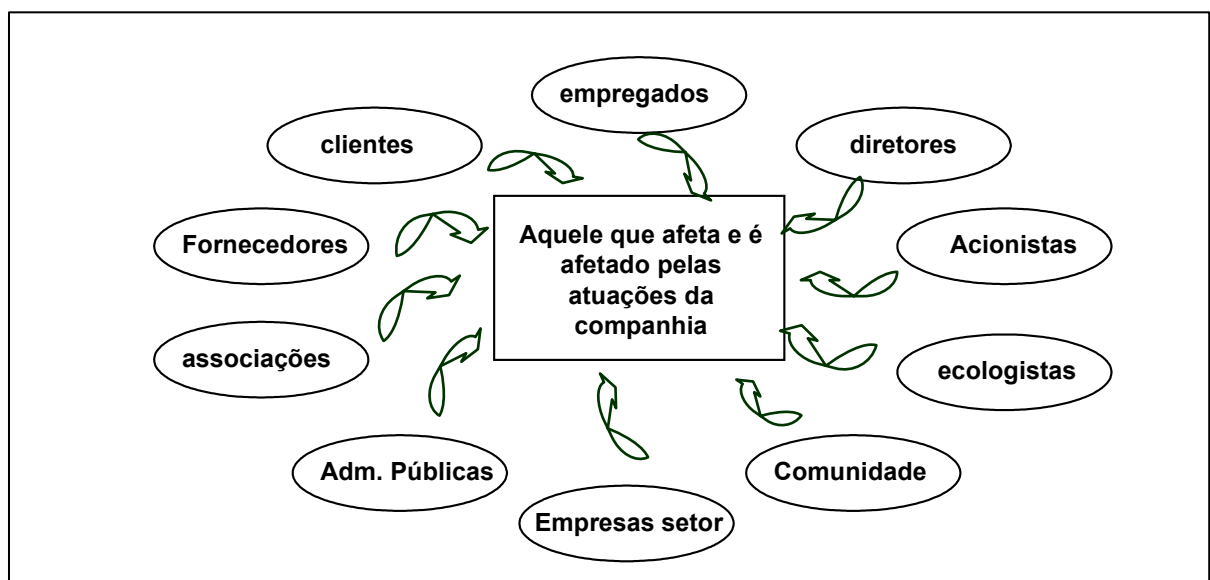 empregados
clientes
diretores
Fornecedores
Aquele que afeta e é
afetado pelas
atuações da
companhia
Acionistas
associações
ecologistas
Adm. Públicas
Comunidade
Empresas setor